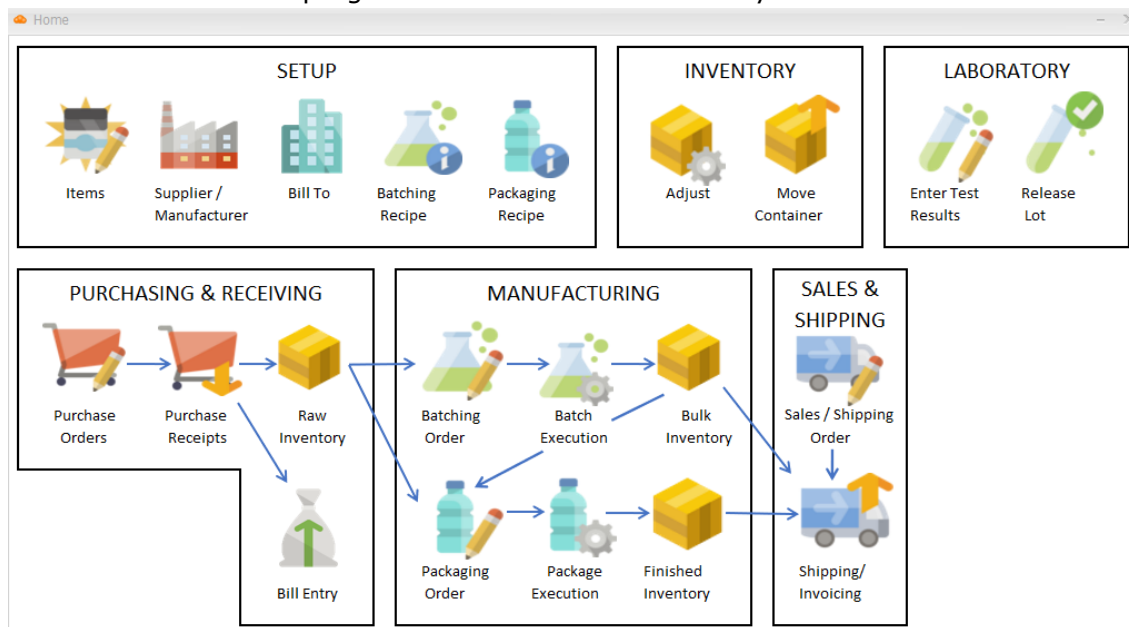 Home
SETUP
Items
Supplier /
Manufacturer
Bill To
Batching
Recipe
Packaging
Recipe
INVENTORY
Adjust
Move
Container
LABORATORY
Enter Test
Results
Release
Lot
PURCHASING & RECEIVING
Purchase
Orders
Purchase
Receipts
Raw
Inventory
Bill Entry
MANUFACTURING
Batching
Order
Batch
Execution
Bulk
Inventory
Packaging
Order
Package
Execution
Finished
Inventory
SALES &
SHIPPING
Sales / Shipping
Order
Shipping/
Invoicing